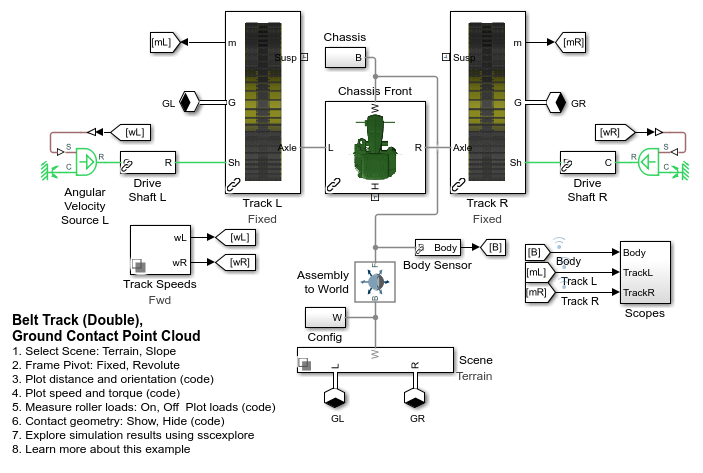 [mL]
m
Susp
GL
G
Axle
Sh
Track L
Fixed
[wL]
S
R
C
Angular
Velocity
Source L
R
Drive
Shaft L
Chassis
B
Chassis Front
W
L
R
H
m
[mR]
Susp
G
GR
Axle
Sh
Track R
Fixed
[wR]
S
R
C
C
Drive
Shaft R
wL
[wL]
wR
[wR]
Track Speeds
Fwd
Body
[B]
Body Sensor
Assembly
to World
F
B
W
Config
W
Scene
Terrain
L
R
GL
GR
[B]
Body
Body
[mL]
Track L
TrackL
[mR]
Track R
TrackR
Scopes
Belt Track (Double),
Ground Contact Point Cloud
1. Select Scene: Terrain, Slope
2. Frame Pivot: Fixed, Revolute
3. Plot distance and orientation (code)
4. Plot speed and torque (code)
5. Measure roller loads: On, Off  Plot loads (code)
6. Contact geometry: Show, Hide (code)
7. Explore simulation results using sscexplore
8. Learn more about this example